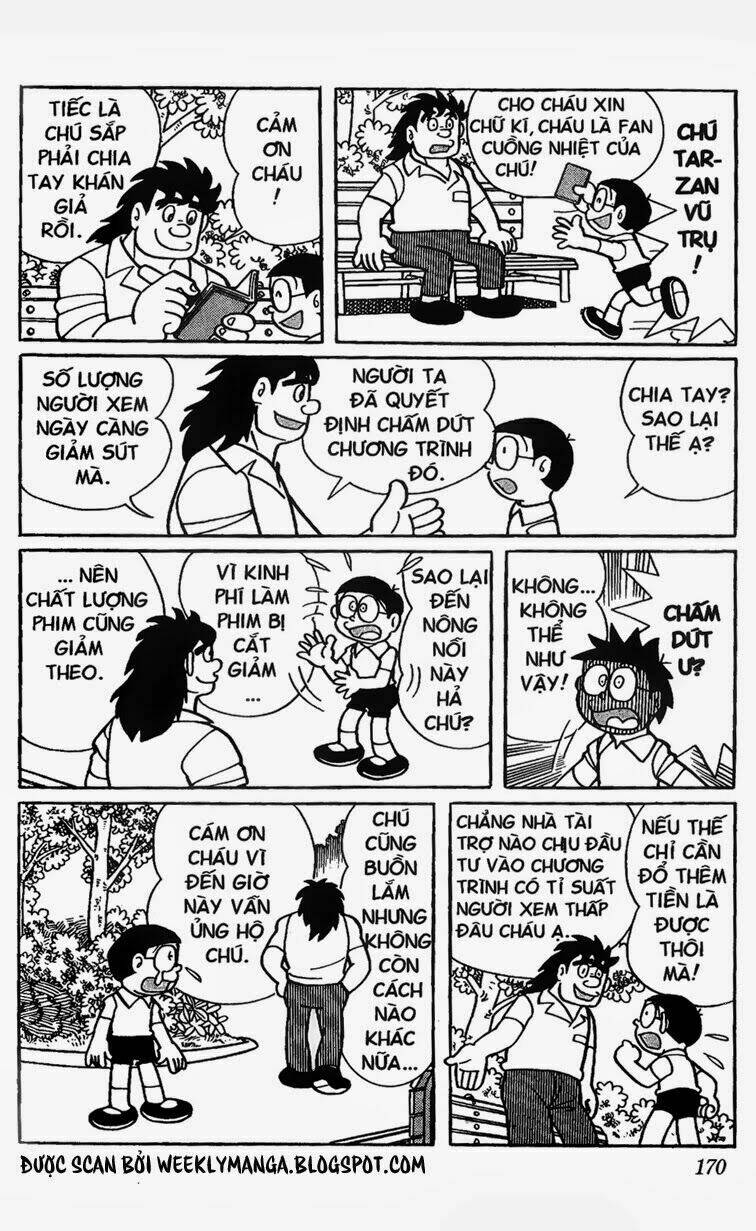 CHÚ
TAR-
ZAN
VŨ
TRỤ
!
CHO CHÁU XIN
CHỮ KÍ, CHÁU LÀ FAN
CUỒNG NHIỆT CỦA
CHÚ!
CẢM
ƠN
CHÁU
!
TIẾC LÀ
CHÚ SẮP
PHẢI CHIA
TAY KHÁN
GIẢ
RỒI.
CHIA TAY?
SAO LẠI
THẾ Ạ?
NGƯỜI TA
ĐÃ QUYẾT
ĐỊNH CHẤM DỨT
CHƯƠNG TRÌNH
ĐÓ.
SỐ LƯỢNG
NGƯỜI XEM
NGÀY CÀNG
GIẢM SÚT
MÀ.
CHẤM
DỨT
Ư?
KHÔNG...
KHÔNG
THỂ
NHƯ
VẬY!
SAO LẠI
ĐẾN
NÔNG
NỖI
NÀY
HẢ
CHÚ?
VÌ KINH
PHÍ LÀM
PHIM BỊ
CẮT
GIẢM
...
... NÊN
CHẤT LƯỢNG
PHIM CŨNG
GIẢM
THEO.
NẾU THẾ
CHỈ CẦN
ĐỔ THÊM
TIỀN LÀ
ĐƯỢC
THÔI
MÀ!
CHẲNG NHÀ TÀI
TRỢ NÀO CHỊU ĐẦU
TƯ VÀO CHƯƠNG
TRÌNH CÓ TỈ SUẤT
NGƯỜI XEM THẤP
ĐÂU CHÁU Ạ...
CHÚ
CŨNG
BUỒN
LẮM
NHƯNG
KHÔNG
CÒN
CÁCH
NÀO
KHÁC
NỮA...
CÁM ƠN
CHÁU VÌ
ĐẾN GIỜ
NÀY VẪN
ỦNG HỘ
CHÚ.
ĐƯỢC SCAN BỞI WEEKLYMANGA.BLOGSPOT.COM
170